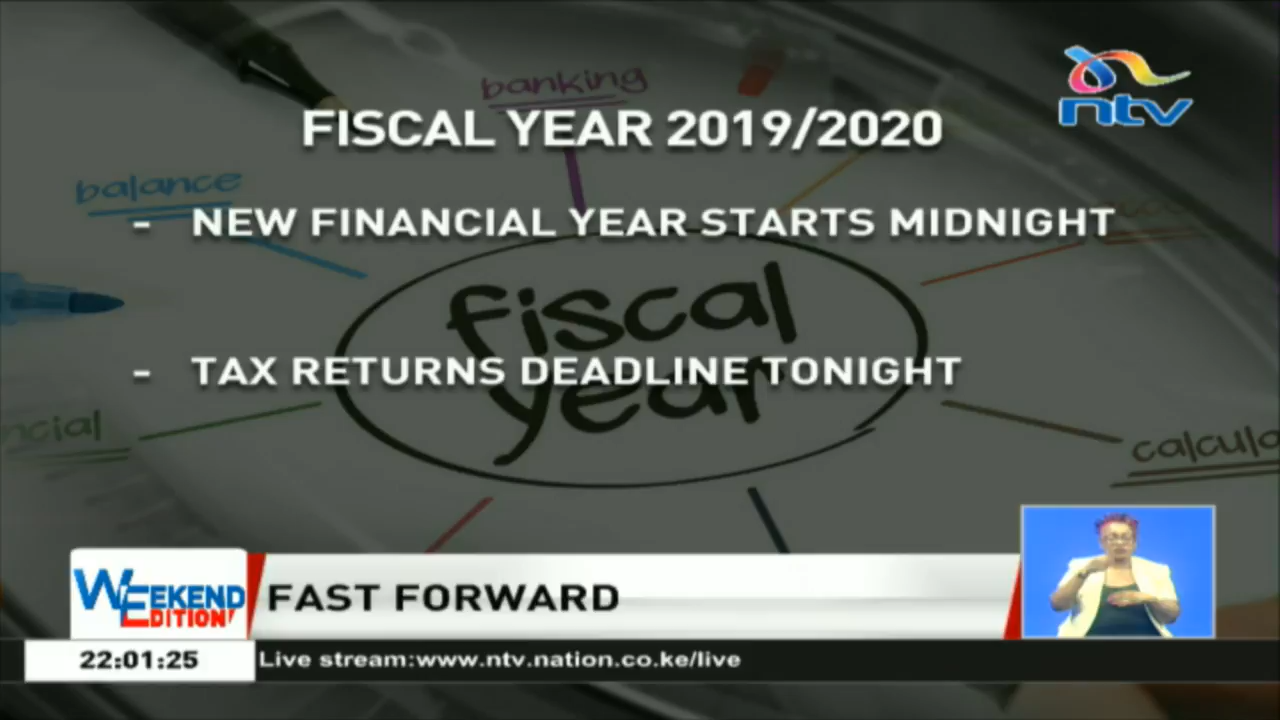 banking
ntv
FISCAL YEAR 2019/2020
balance
- NEW FINANCIAL YEAR STARTS MIDNIGHT
fiscal
year
- TAX RETURNS DEADLINE TONIGHT
ncial
calcula
WEEKEND
EDITION
FAST FORWARD
22:01:25
Live stream:www.ntv.nation.co.ke/live